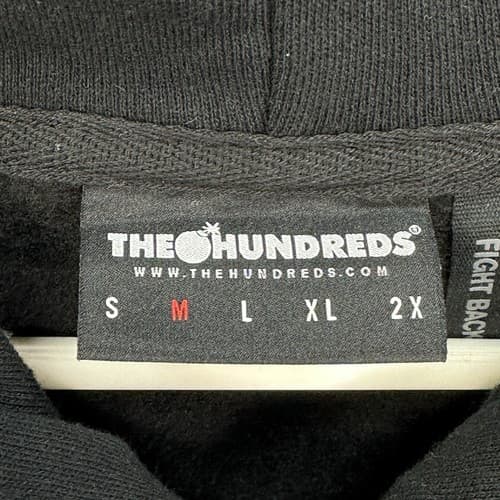 THE HUNDREDS®
WWW.THEHUNDREDS.COM
S M L XL 2X
FIGHT BACK